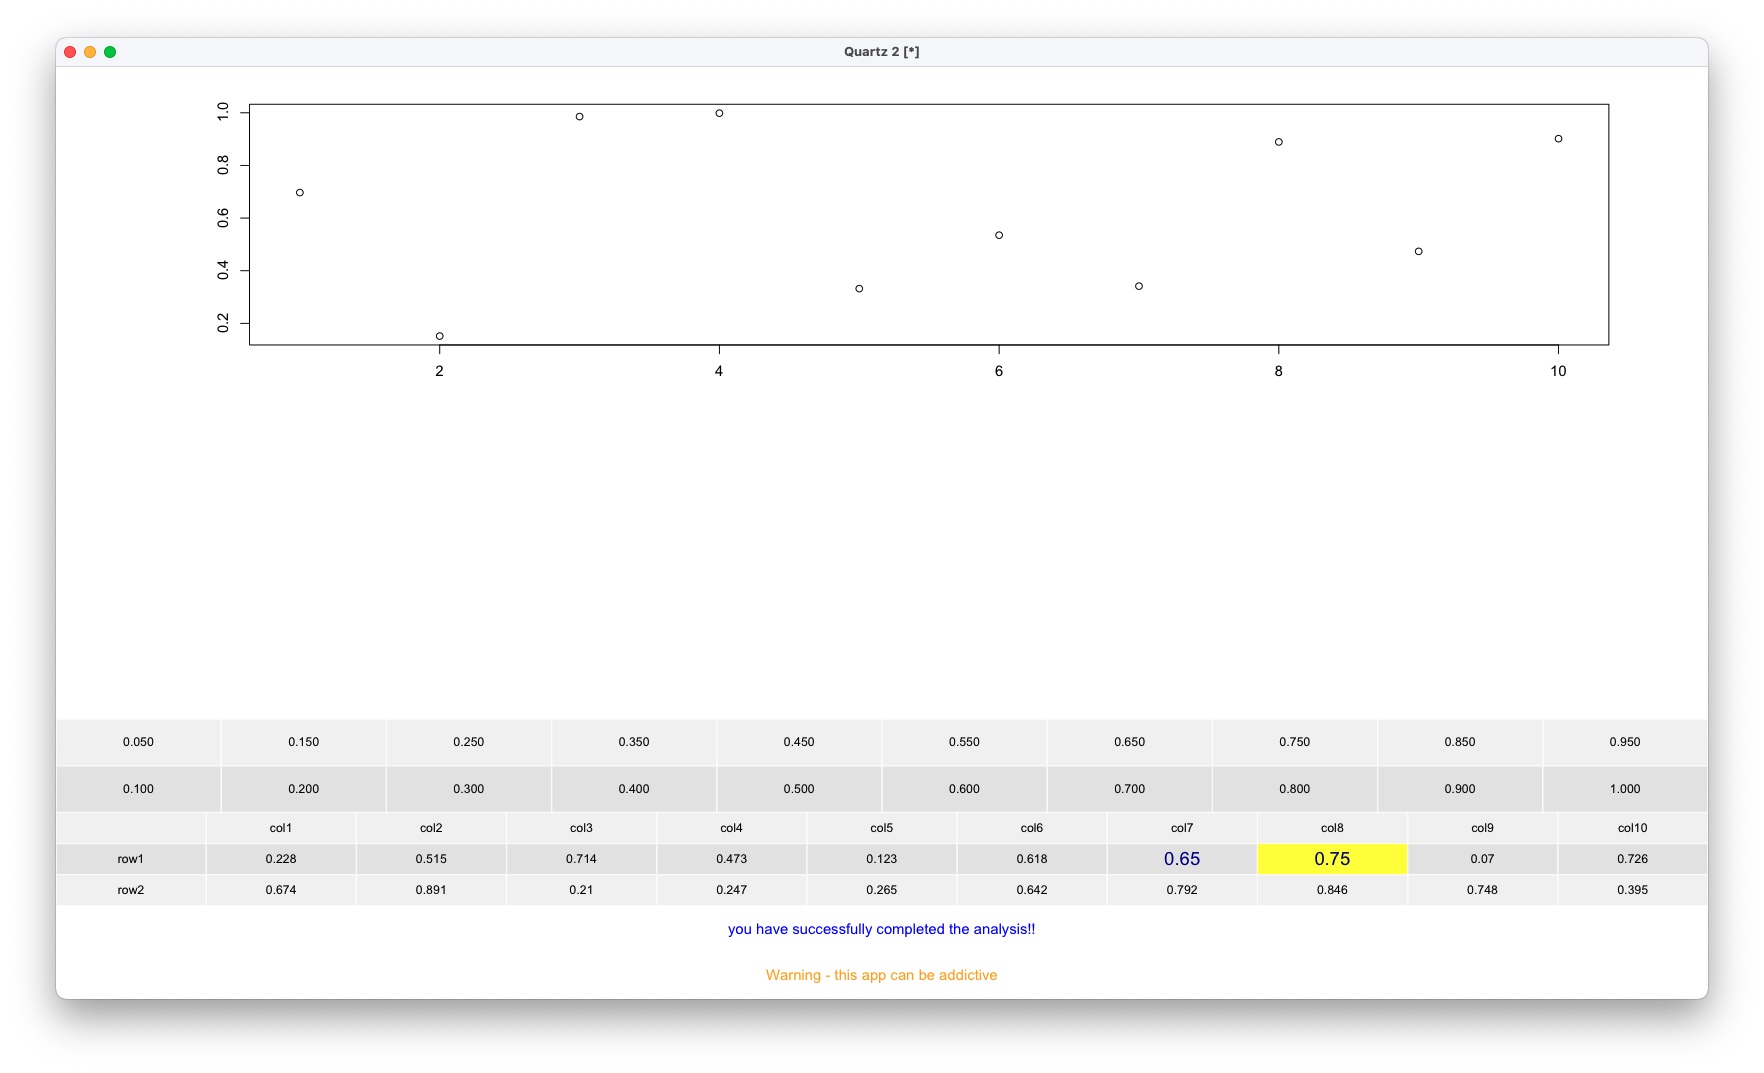 Quartz 2 [*]
1.0
0.8
0.6
0.4
0.2
2 4 6 8 10
0.050 0.150 0.250 0.350 0.450 0.550 0.650 0.750 0.850 0.950
0.100 0.200 0.300 0.400 0.500 0.600 0.700 0.800 0.900 1.000
col1 col2 col3 col4 col5 col6 col7 col8 col9 col10
row1 0.228 0.515 0.714 0.473 0.123 0.618 0.65 0.75 0.07 0.726
row2 0.674 0.891 0.21 0.247 0.265 0.642 0.792 0.846 0.748 0.395
you have successfully completed the analysis!!
Warning - this app can be addictive